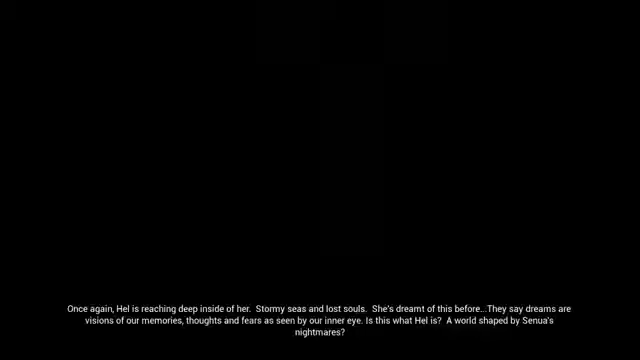 Once again, Hel is reaching deep inside of her.  Stormy seas and lost souls.  She's dreamt of this before...They say dreams are
visions of our memories, thoughts and fears as seen by our inner eye. Is this what Hel is?  A world shaped by Senua's
nightmares?